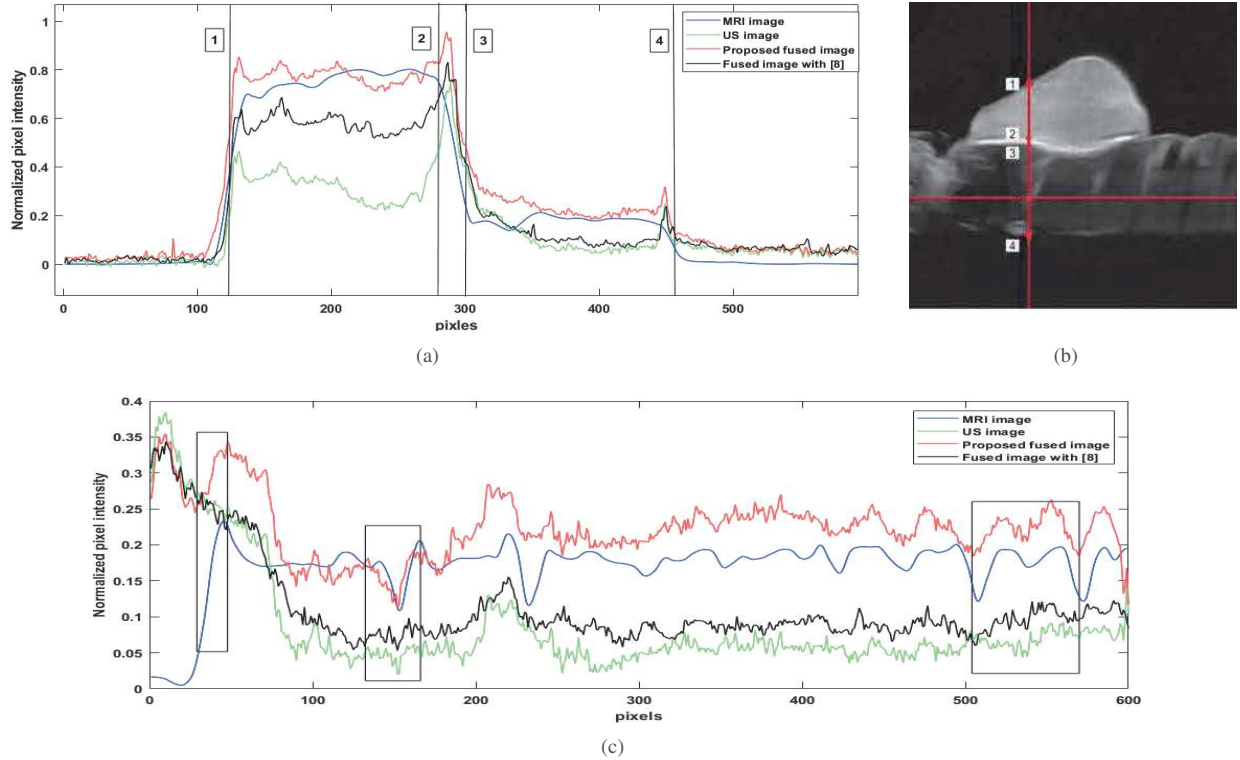 1
0.8
0.6
0.4
0.2
0
Normalized pixel intensity
1
2
3
4
MRI image
US image
Proposed fused image
Fused image with [8]
0
100
200
300
400
500
pixles
(a)
1
2
3
4
(b)
0.4
0.35
0.3
0.25
0.2
0.15
0.1
0.05
0
Normalized pixel intensity
MRI image
US image
Proposed fused image
Fused image with [8]
0
100
200
300
400
500
600
pixels
(c)